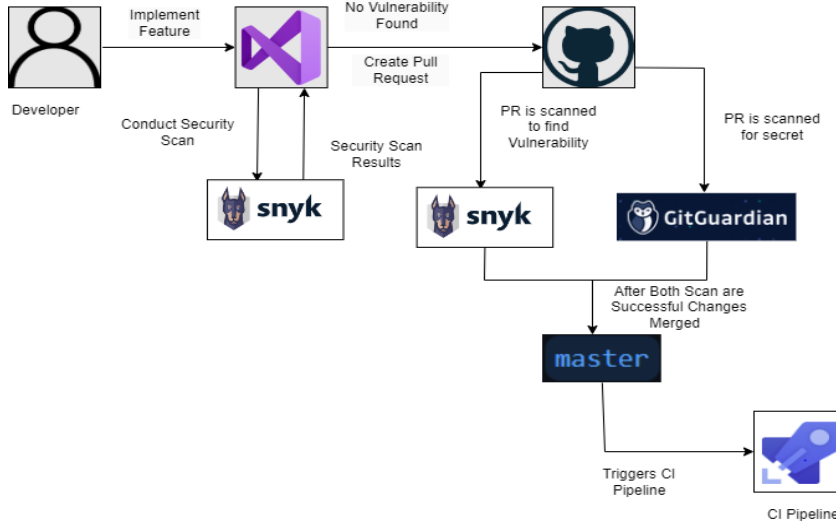 Implement
Feature
No Vulnerability
Found
Create Pull
Request
Developer
Conduct Security
Scan
Security Scan
Results
PR is scanned
to find
Vulnerability
PR is scanned
for secret
snyk
snyk
GitGuardian
After Both Scan are
Successful Changes
Merged
master
Triggers CI
Pipeline
CI Pipeline